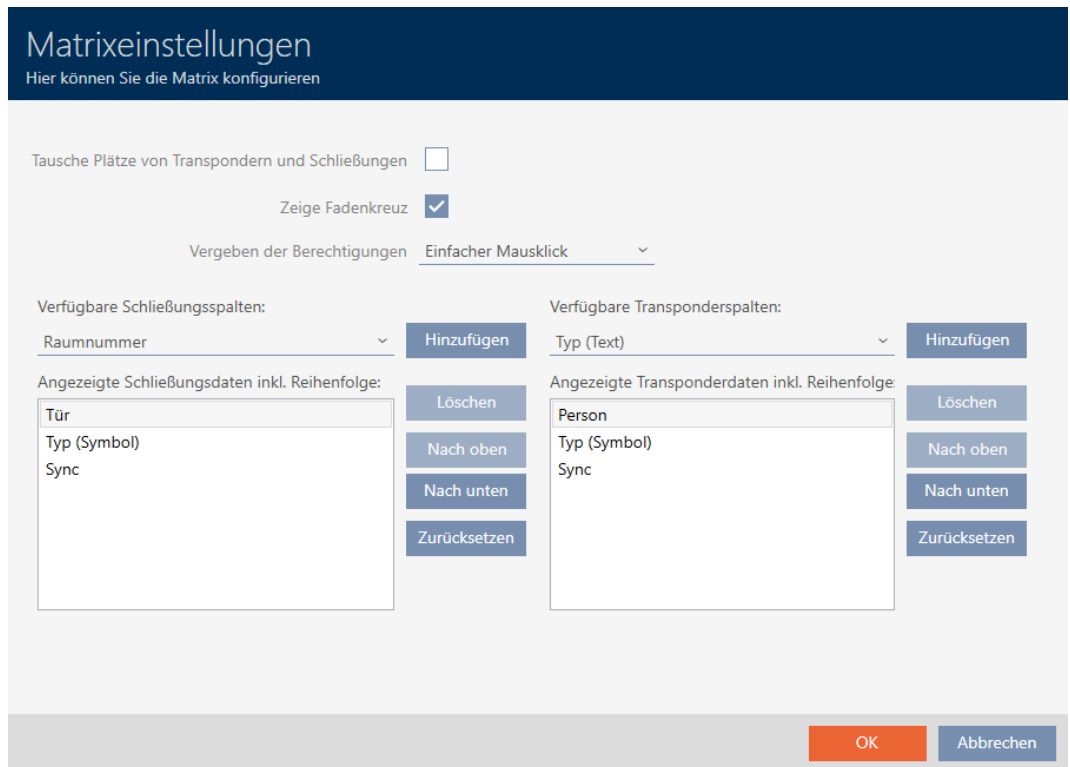 Matrixeinstellungen
Hier können Sie die Matrix konfigurieren
Tausche Plätze von Transpondern und Schließungen
Zeige Fadenkreuz
Vergeben der Berechtigungen Einfacher Mausklick
Verfügbare Schließungsspalten:
Raumnummer
Hinzufügen
Angezeigte Schließungsdaten inkl. Reihenfolge:
Tür
Typ (Symbol)
Sync
Löschen
Nach oben
Nach unten
Zurücksetzen
Verfügbare Transponderspalten:
Typ (Text)
Hinzufügen
Angezeigte Transponderdaten inkl. Reihenfolge:
Person
Typ (Symbol)
Sync
Löschen
Nach oben
Nach unten
Zurücksetzen
OK
Abbrechen